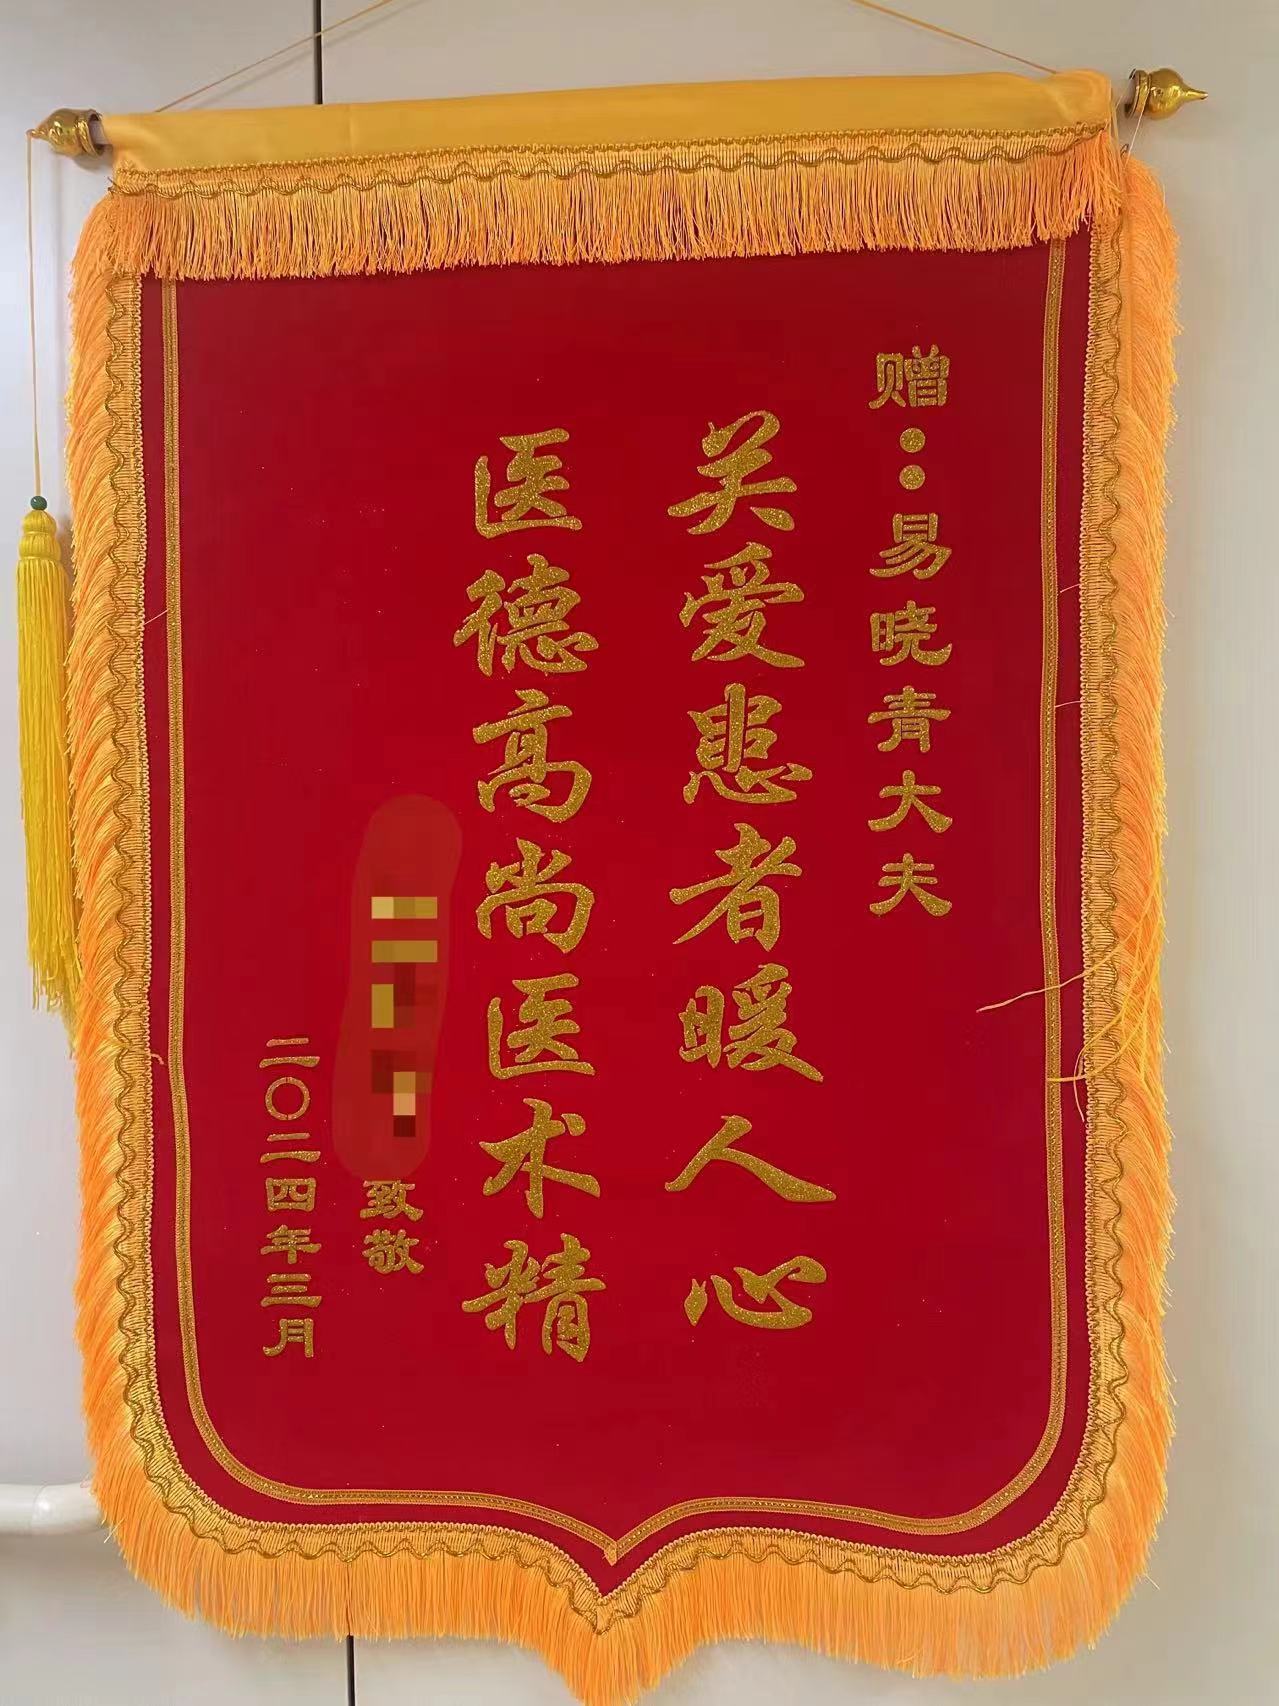 赠：易晓青大夫
关爱患者暖人心
医德高尚医术精
致敬
二〇二四年三月